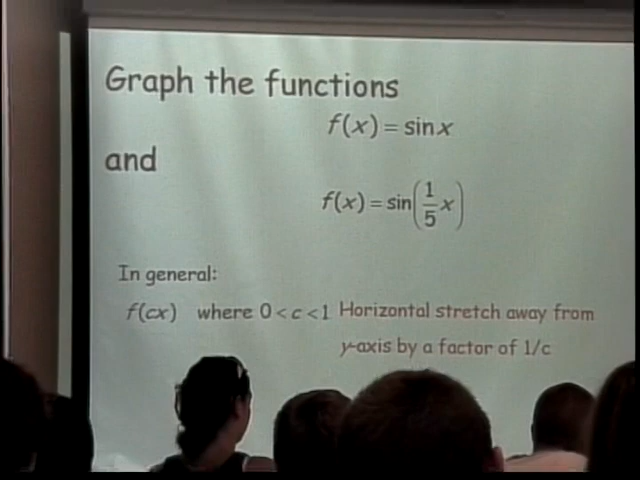 Graph the functions
f(x) = sinx
and
f(x) = sin(1/5 x)
In general:
f(cx) where 0 < c < 1 Horizontal stretch away from
y-axis by a factor of 1/c